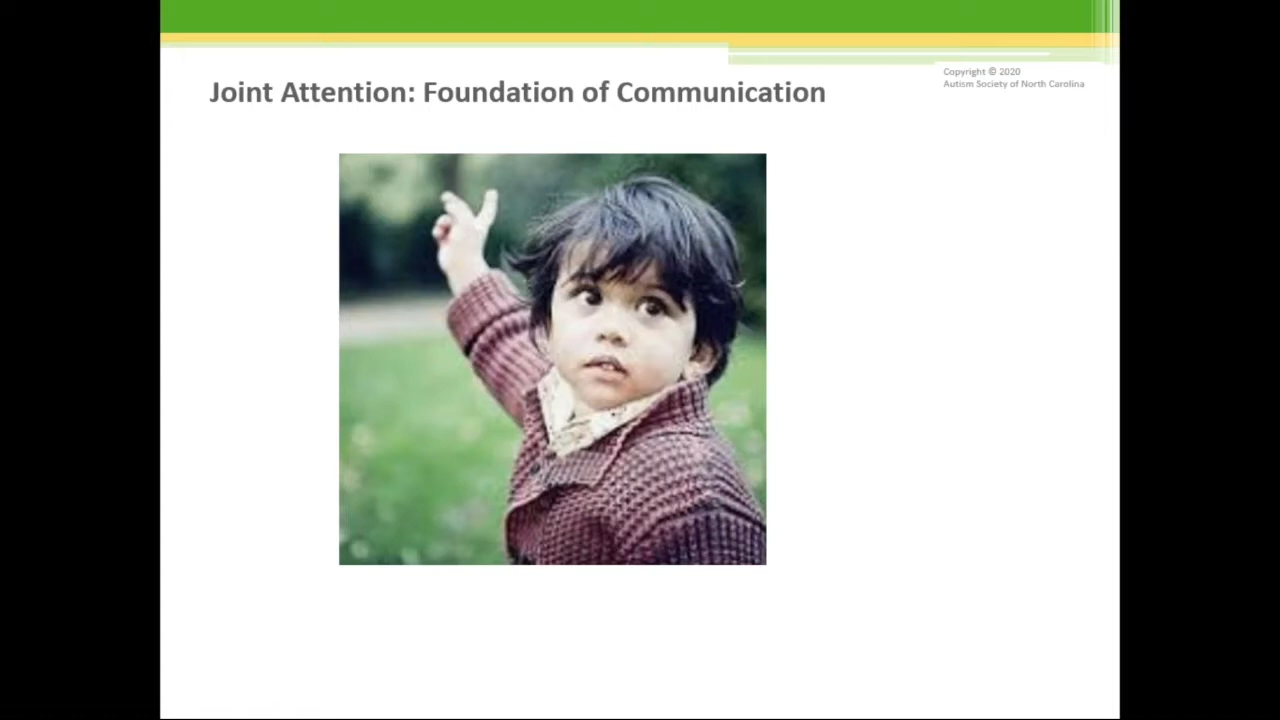 Joint Attention: Foundation of Communication
Copyright © 2020
Autism Society of North Carolina